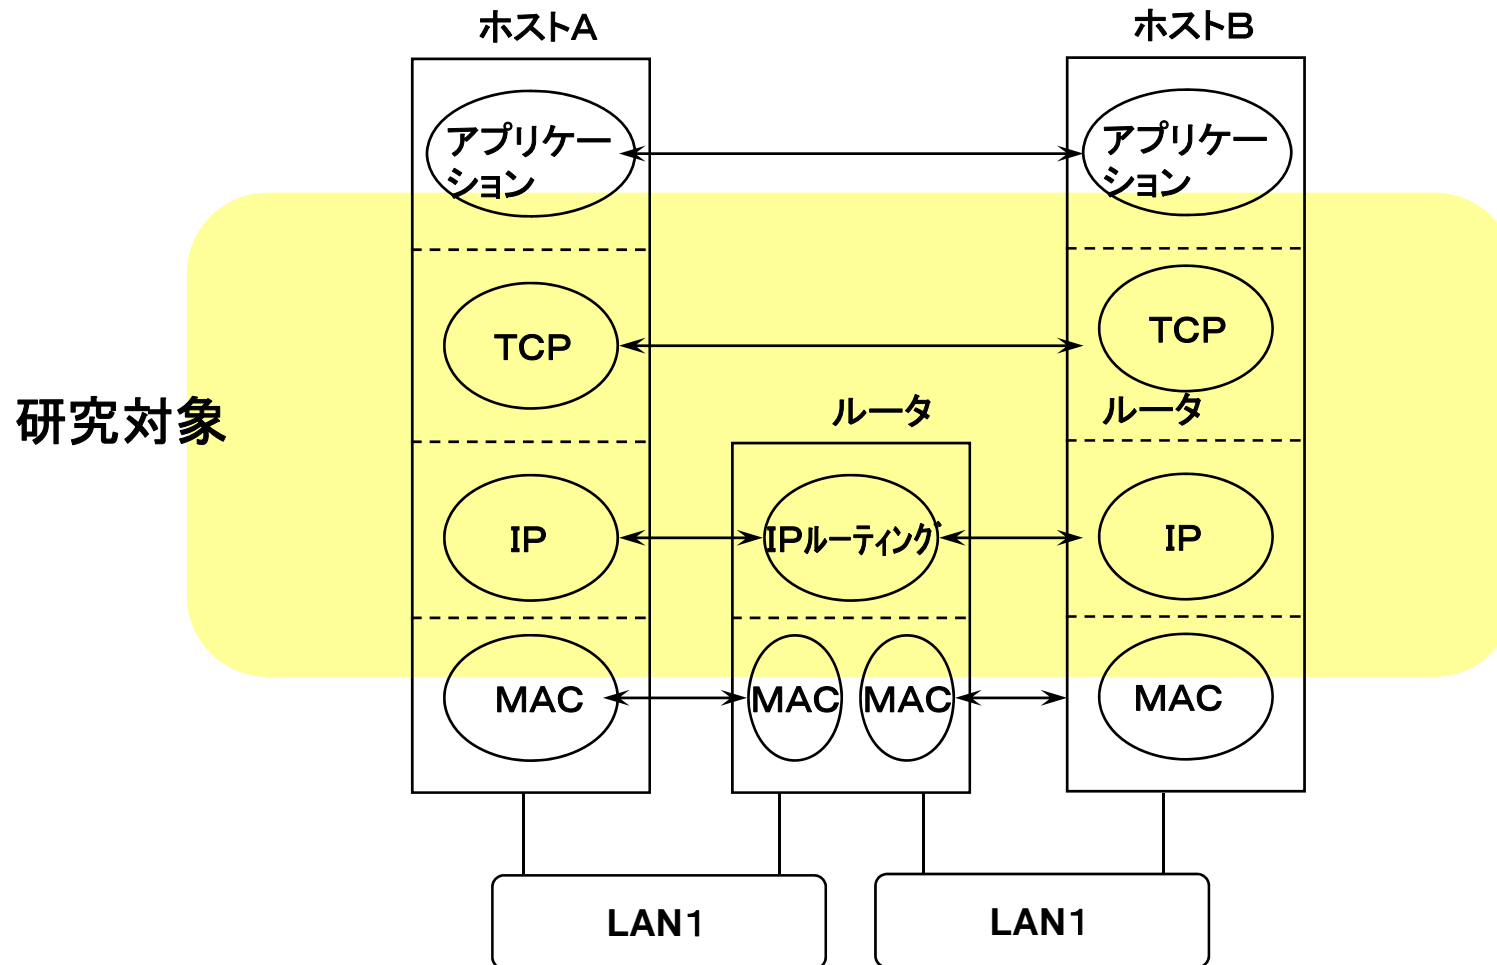 ホストA
ホストB
アプリケー
ション
アプリケー
ション
TCP
TCP
研究対象
ルータ
ルータ
IP
IPルーティング
IP
MAC
MAC
MAC
MAC
LAN1
LAN1